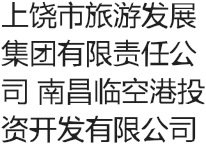 上饶市旅游发展
集团有限责任公
司 南昌临空港投
资开发有限公司